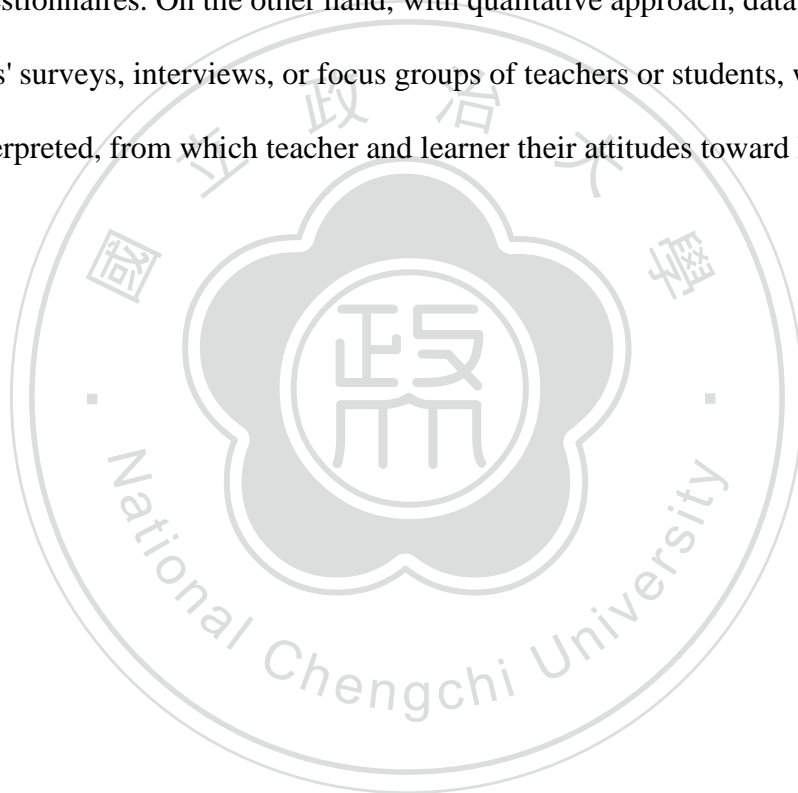 estionnaires. On the other hand, with qualitative approach, data
s' surveys, interviews, or focus groups of teachers or students, w
erpreted, from which teacher and learner their attitudes toward
國立政治大學
政
National Chengchi University